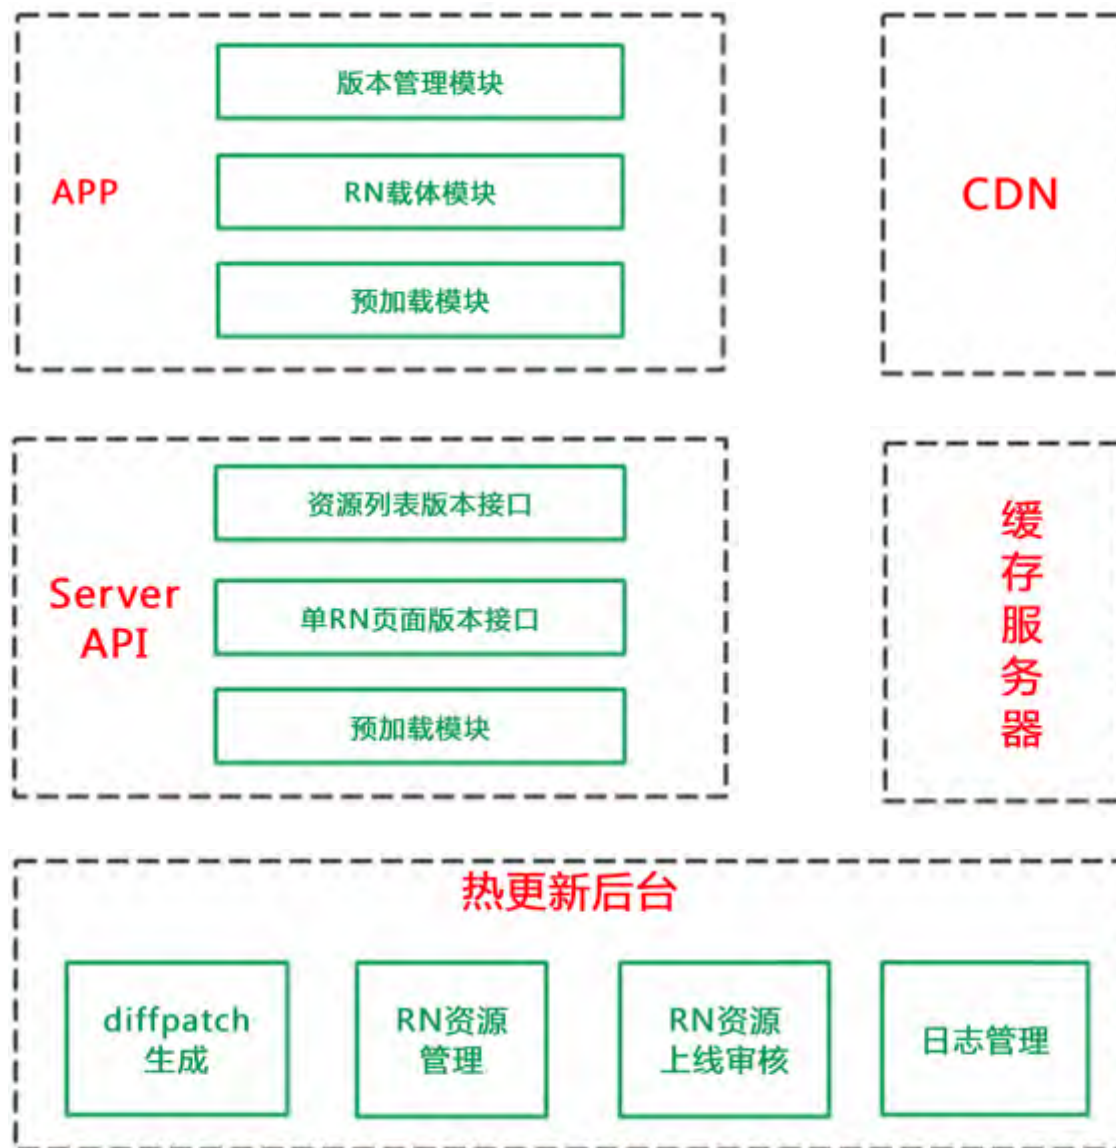 版本管理模块
APP
RN载体模块
预加载模块
CDN
资源列表版本接口
Server
API
单RN页面版本接口
预加载模块
缓
存
服
务
器
热更新后台
diffpatch
生成
RN资源
管理
RN资源
上线审核
日志管理